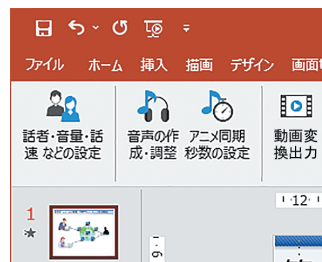 ファイル ホーム 挿入 描画 デザイン 画面
話者・音量・話 音声の作 アニメ同期 動画変
速 などの設定 成・調整 秒数の設定 換出力
1
12
6